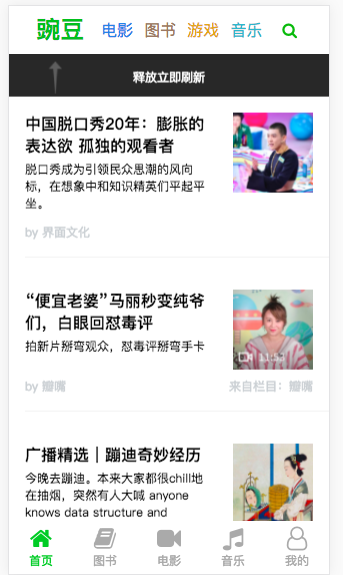 豌豆 电影 图书 游戏 音乐
释放立即刷新
中国脱口秀20年：膨胀的
表达欲 孤独的观看者
脱口秀成为引领民众思潮的风向
标，在想象中和知识精英们平起平
坐。
by 界面文化
“便宜老婆”马丽秒变纯爷
们，白眼回怼毒评
拍新片掰弯观众，怼毒评掰弯手卡
11:53
by 瓣嘴 来自栏目：瓣嘴
广播精选｜蹦迪奇妙经历
今晚去蹦迪。本来大家都很chill地
在抽烟，突然有人大喊 anyone
knows data structure and
首页 图书 电影 音乐 我的